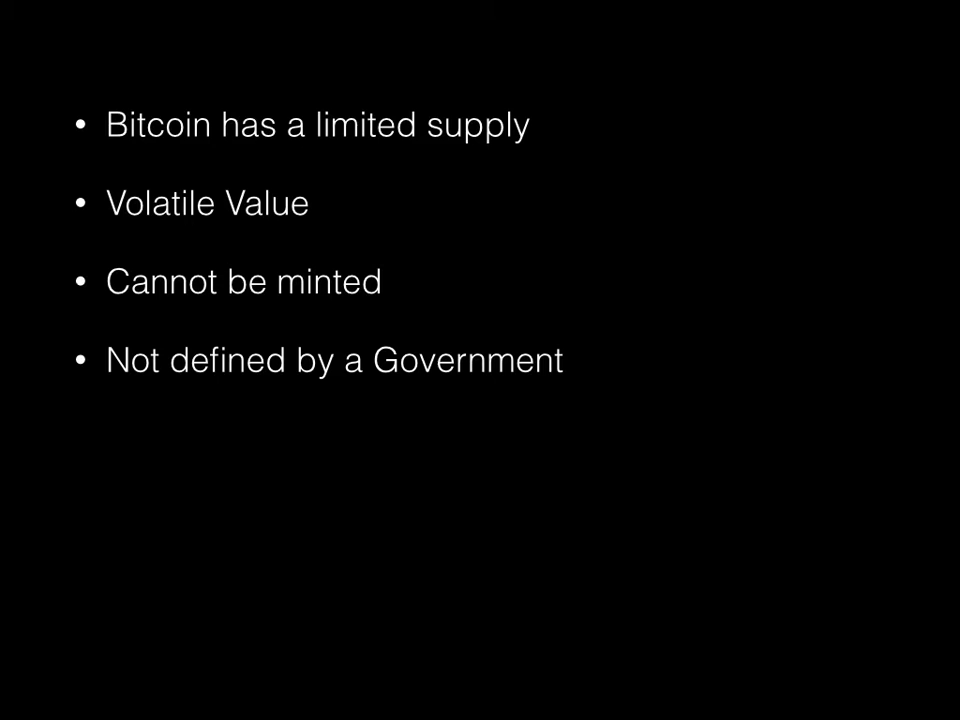 • Bitcoin has a limited supply
• Volatile Value
• Cannot be minted
• Not defined by a Government